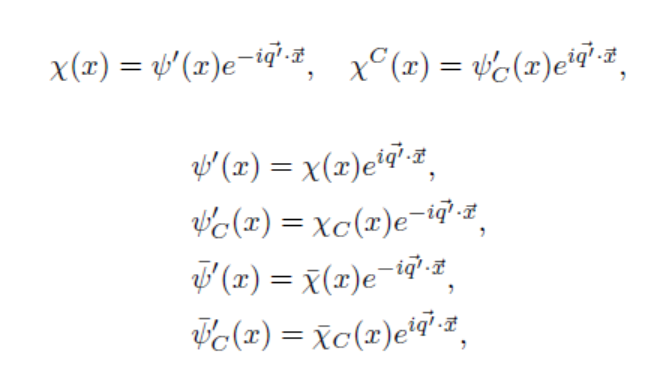 χ(x) = ψ′(x)e^{−i\vec{q′}·\vec{x}},   χ^C(x) = ψ′_C(x)e^{i\vec{q′}·\vec{x}},
ψ′(x) = χ(x)e^{i\vec{q′}·\vec{x}},
ψ′_C(x) = χ_C(x)e^{−i\vec{q′}·\vec{x}},
\bar{ψ}′(x) = \bar{χ}(x)e^{−i\vec{q′}·\vec{x}},
\bar{ψ}′_C(x) = \bar{χ}_C(x)e^{i\vec{q′}·\vec{x}},